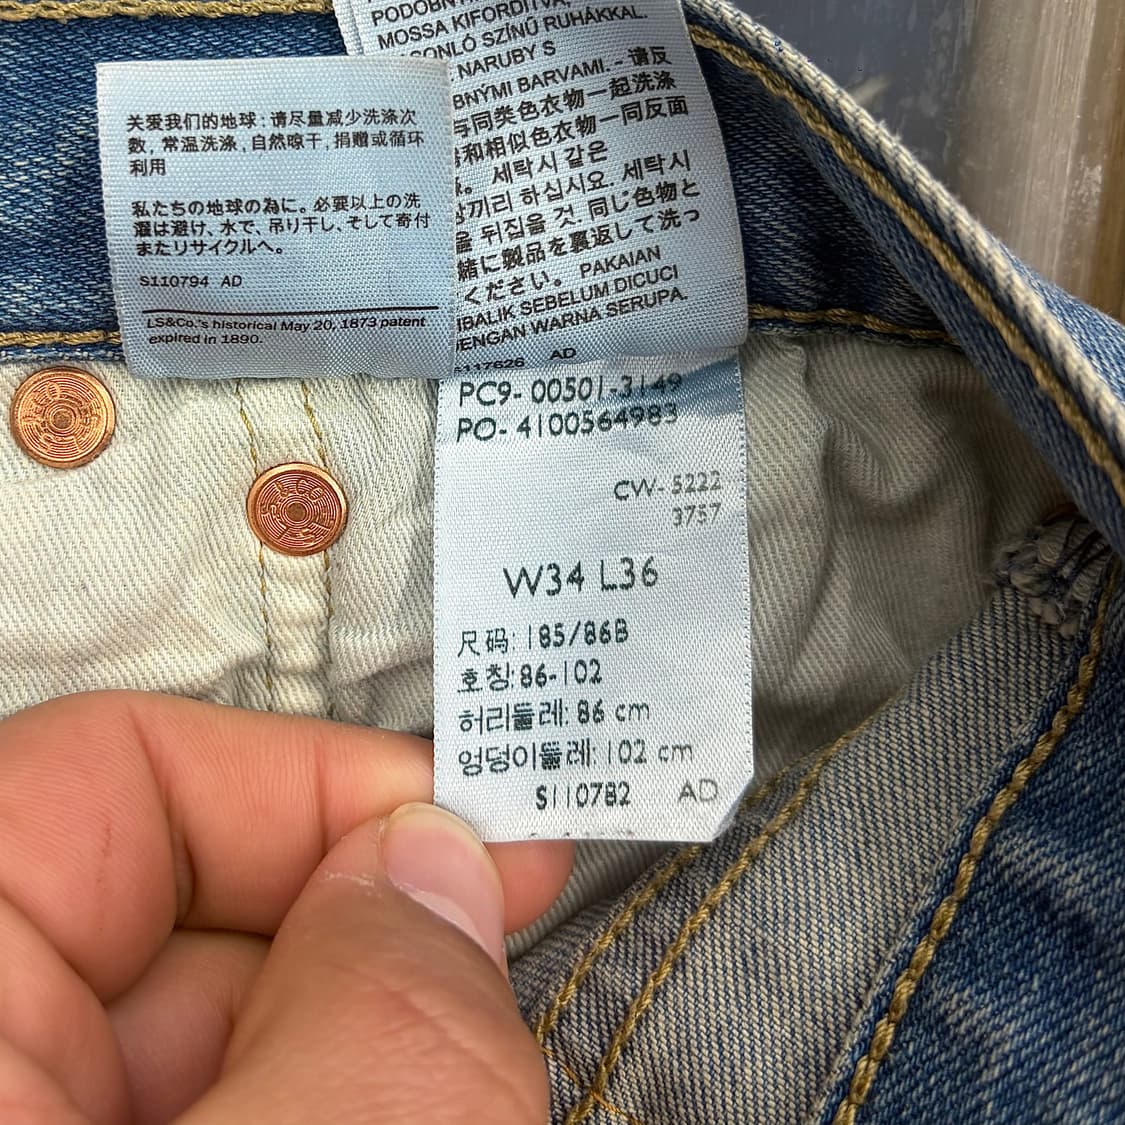 关爱我们的地球：请尽量减少洗涤次
数，常温洗涤，自然晾干，捐赠或循环
利用
私たちの地球の為に。必要以上の洗
濯は避け、水で、吊り干し、そして寄付
またリサイクルへ。
S110794 AD
LS&Co.'s historical May 20, 1873 patent
expired in 1890.
MOSSA KIFORDÍTVA,
SZÍNŰ RUHÁKKAL.
NARUBY S
BARVAMI. - 请反
与同类色衣物一起洗涤
和相似色衣物一同反面
세탁시 같은
하십시요. 세탁시
을 뒤집을 것. 同じ色物と
緒に製品を裏返して洗っ
ください。 PAKAIAN
SEBELUM DICUCI
DENGAN WARNA SERUPA.
S117626 AD
PC9- 00501-3149
PO- 4100564983
CW- 5222
3757
W34 L36
尺码: 185/86B
호칭:86-102
허리둘레: 86 cm
엉덩이둘레: 102 cm
S110782 AD